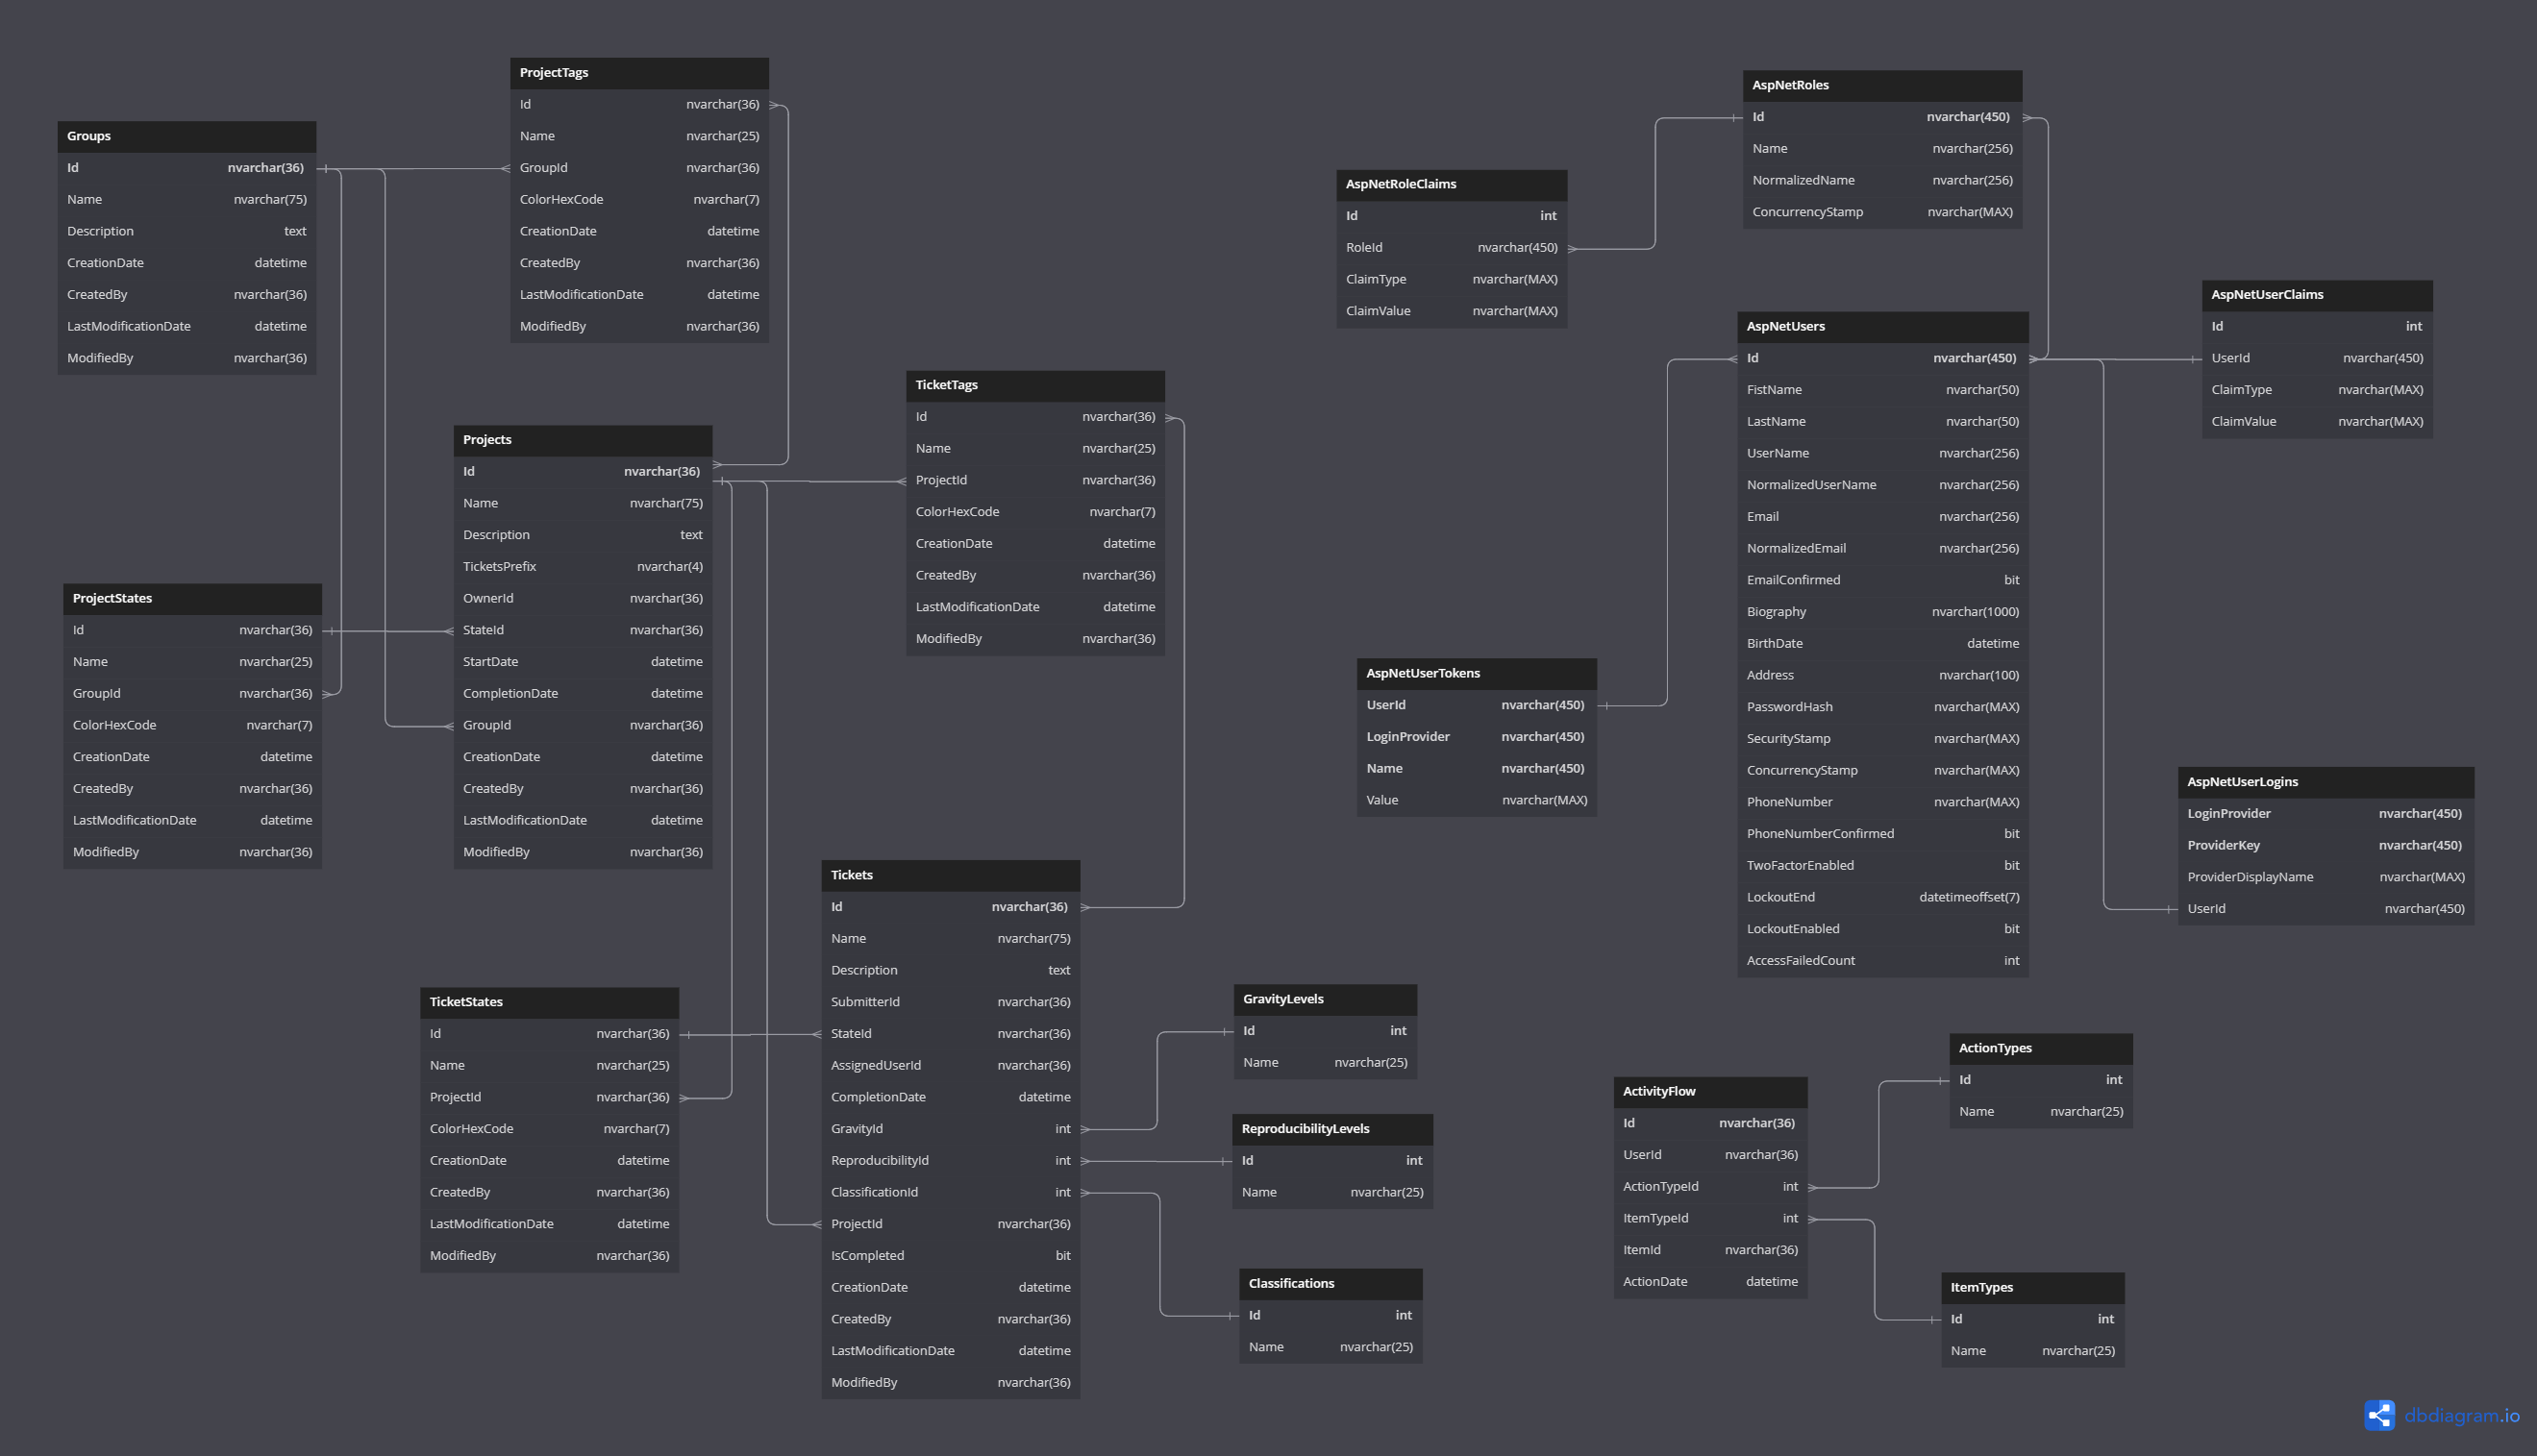 ProjectTags
Id nvarchar(36)
Name nvarchar(25)
GroupId nvarchar(36)
ColorHexCode nvarchar(7)
CreationDate datetime
CreatedBy nvarchar(36)
LastModificationDate datetime
ModifiedBy nvarchar(36)
Groups
Id nvarchar(36)
Name nvarchar(75)
Description text
CreationDate datetime
CreatedBy nvarchar(36)
LastModificationDate datetime
ModifiedBy nvarchar(36)
Projects
Id nvarchar(36)
Name nvarchar(75)
Description text
TicketsPrefix nvarchar(4)
OwnerId nvarchar(36)
StateId nvarchar(36)
StartDate datetime
CompletionDate datetime
GroupId nvarchar(36)
CreationDate datetime
CreatedBy nvarchar(36)
LastModificationDate datetime
ModifiedBy nvarchar(36)
ProjectStates
Id nvarchar(36)
Name nvarchar(25)
GroupId nvarchar(36)
ColorHexCode nvarchar(7)
CreationDate datetime
CreatedBy nvarchar(36)
LastModificationDate datetime
ModifiedBy nvarchar(36)
TicketTags
Id nvarchar(36)
Name nvarchar(25)
ProjectId nvarchar(36)
ColorHexCode nvarchar(7)
CreationDate datetime
CreatedBy nvarchar(36)
LastModificationDate datetime
ModifiedBy nvarchar(36)
TicketStates
Id nvarchar(36)
Name nvarchar(25)
ProjectId nvarchar(36)
ColorHexCode nvarchar(7)
CreationDate datetime
CreatedBy nvarchar(36)
LastModificationDate datetime
ModifiedBy nvarchar(36)
Tickets
Id nvarchar(36)
Name nvarchar(75)
Description text
SubmitterId nvarchar(36)
StateId nvarchar(36)
AssignedUserId nvarchar(36)
CompletionDate datetime
GravityId int
ReproducibilityId int
ClassificationId int
ProjectId nvarchar(36)
IsCompleted bit
CreationDate datetime
CreatedBy nvarchar(36)
LastModificationDate datetime
ModifiedBy nvarchar(36)
GravityLevels
Id int
Name nvarchar(25)
ReproducibilityLevels
Id int
Name nvarchar(25)
Classifications
Id int
Name nvarchar(25)
AspNetRoles
Id nvarchar(450)
Name nvarchar(256)
NormalizedName nvarchar(256)
ConcurrencyStamp nvarchar(MAX)
AspNetRoleClaims
Id int
RoleId nvarchar(450)
ClaimType nvarchar(MAX)
ClaimValue nvarchar(MAX)
AspNetUserClaims
Id int
UserId nvarchar(450)
ClaimType nvarchar(MAX)
ClaimValue nvarchar(MAX)
AspNetUsers
Id nvarchar(450)
FistName nvarchar(50)
LastName nvarchar(50)
UserName nvarchar(256)
NormalizedUserName nvarchar(256)
Email nvarchar(256)
NormalizedEmail nvarchar(256)
EmailConfirmed bit
Biography nvarchar(1000)
BirthDate datetime
Address nvarchar(100)
PasswordHash nvarchar(MAX)
SecurityStamp nvarchar(MAX)
ConcurrencyStamp nvarchar(MAX)
PhoneNumber nvarchar(MAX)
PhoneNumberConfirmed bit
TwoFactorEnabled bit
LockoutEnd datetimeoffset(7)
LockoutEnabled bit
AccessFailedCount int
AspNetUserTokens
UserId nvarchar(450)
LoginProvider nvarchar(450)
Name nvarchar(450)
Value nvarchar(MAX)
AspNetUserLogins
LoginProvider nvarchar(450)
ProviderKey nvarchar(450)
ProviderDisplayName nvarchar(MAX)
UserId nvarchar(450)
ActionTypes
Id int
Name nvarchar(25)
ActivityFlow
Id nvarchar(36)
UserId nvarchar(36)
ActionTypeId int
ItemTypeId int
ItemId nvarchar(36)
ActionDate datetime
ItemTypes
Id int
Name nvarchar(25)
dbdiagram.io